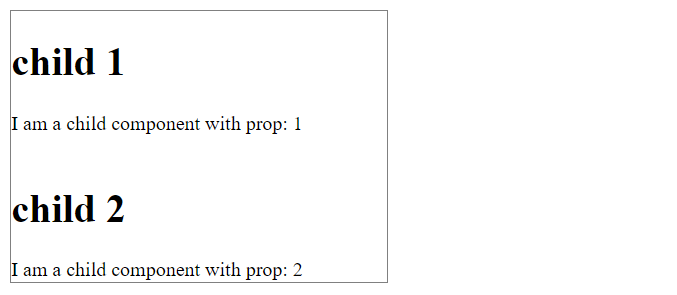 child 1
I am a child component with prop: 1
child 2
I am a child component with prop: 2